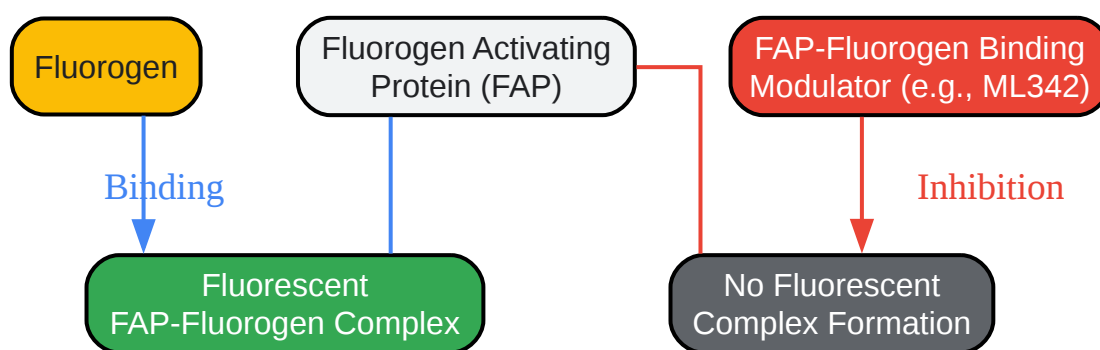 Fluorogen
Fluorogen Activating
Protein (FAP)
FAP-Fluorogen Binding
Modulator (e.g., ML342)
Binding
Inhibition
Fluorescent
FAP-Fluorogen Complex
No Fluorescent
Complex Formation